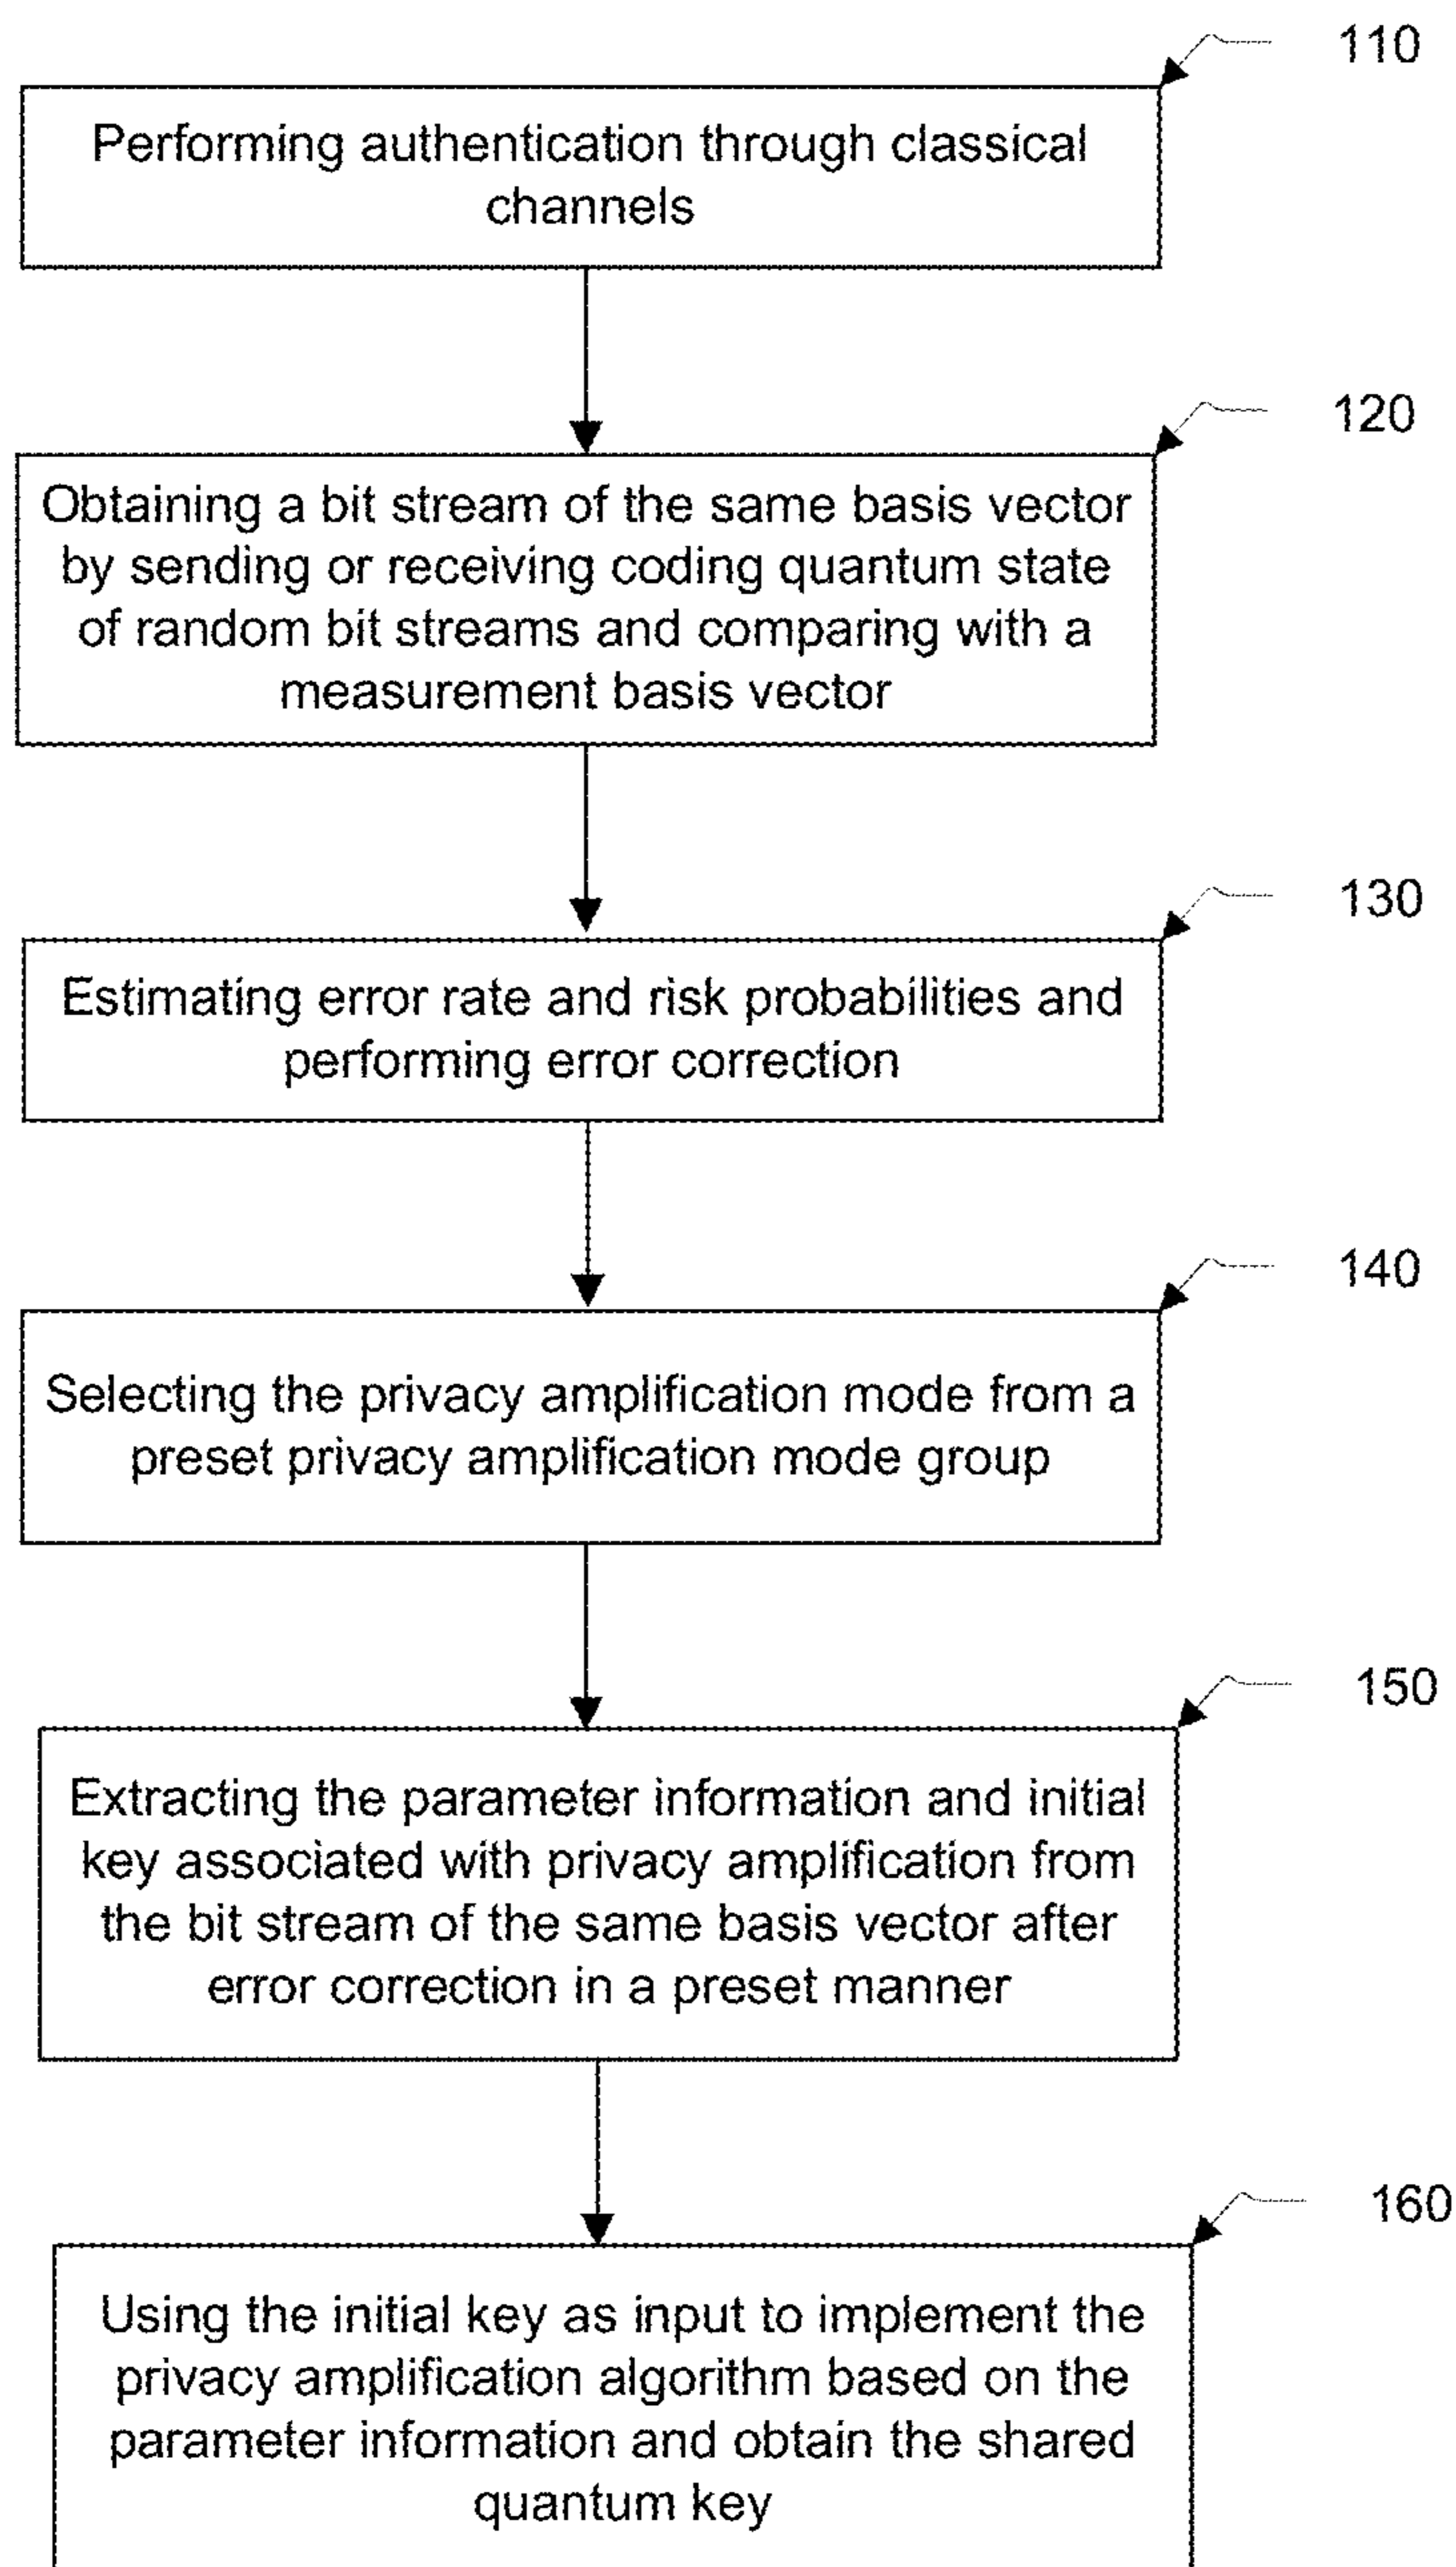 110
Performing authentication through classical
channels
120
Obtaining a bit stream of the same basis vector
by sending or receiving coding quantum state
of random bit streams and comparing with a
measurement basis vector
130
Estimating error rate and risk probabilities and
performing error correction
140
Selecting the privacy amplification mode from a
preset privacy amplification mode group
150
Extracting the parameter information and initial
key associated with privacy amplification from
the bit stream of the same basis vector after
error correction in a preset manner
160
Using the initial key as input to implement the
privacy amplification algorithm based on the
parameter information and obtain the shared
quantum key